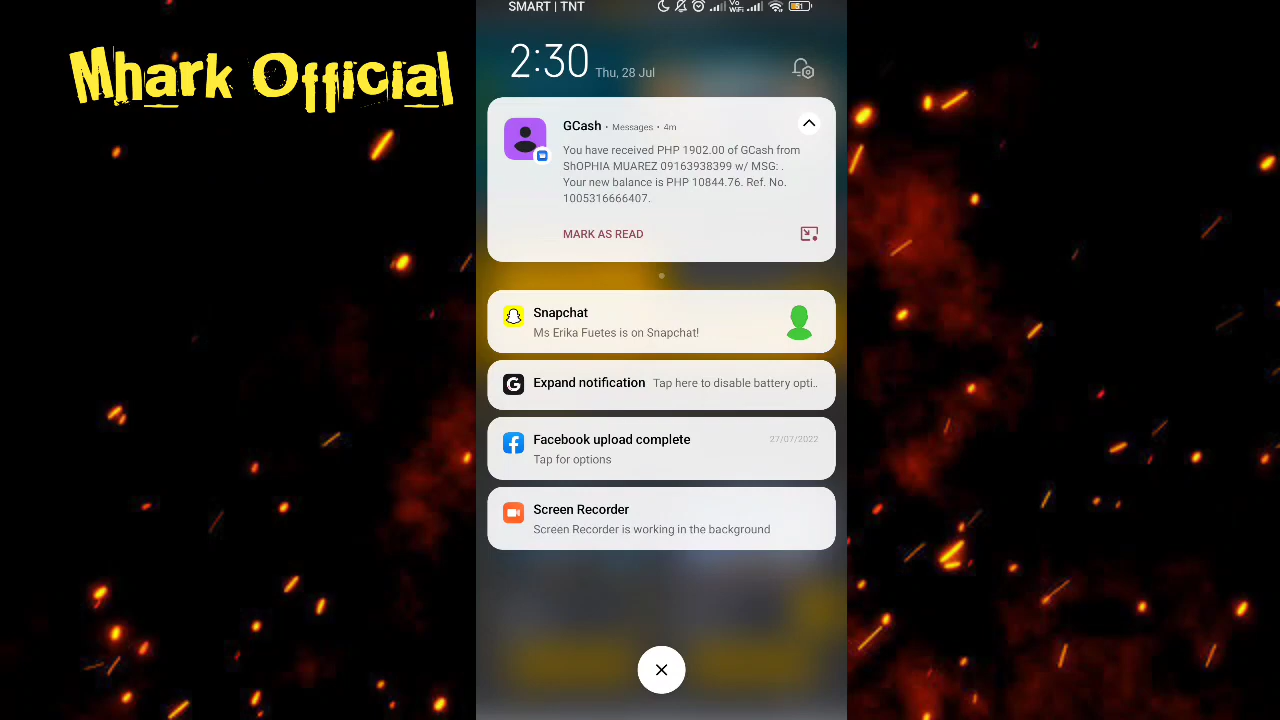 Mhark Official
SMART | TNT
Vo
WiFi
51
2:30 Thu, 28 Jul
GCash • Messages • 4m
You have received PHP 1902.00 of GCash from
ShOPHIA MUAREZ 09163938399 w/ MSG: .
Your new balance is PHP 10844.76. Ref. No.
1005316666407.
MARK AS READ
Snapchat
Ms Erika Fuetes is on Snapchat!
Expand notification Tap here to disable battery opti..
Facebook upload complete 27/07/2022
Tap for options
Screen Recorder
Screen Recorder is working in the background